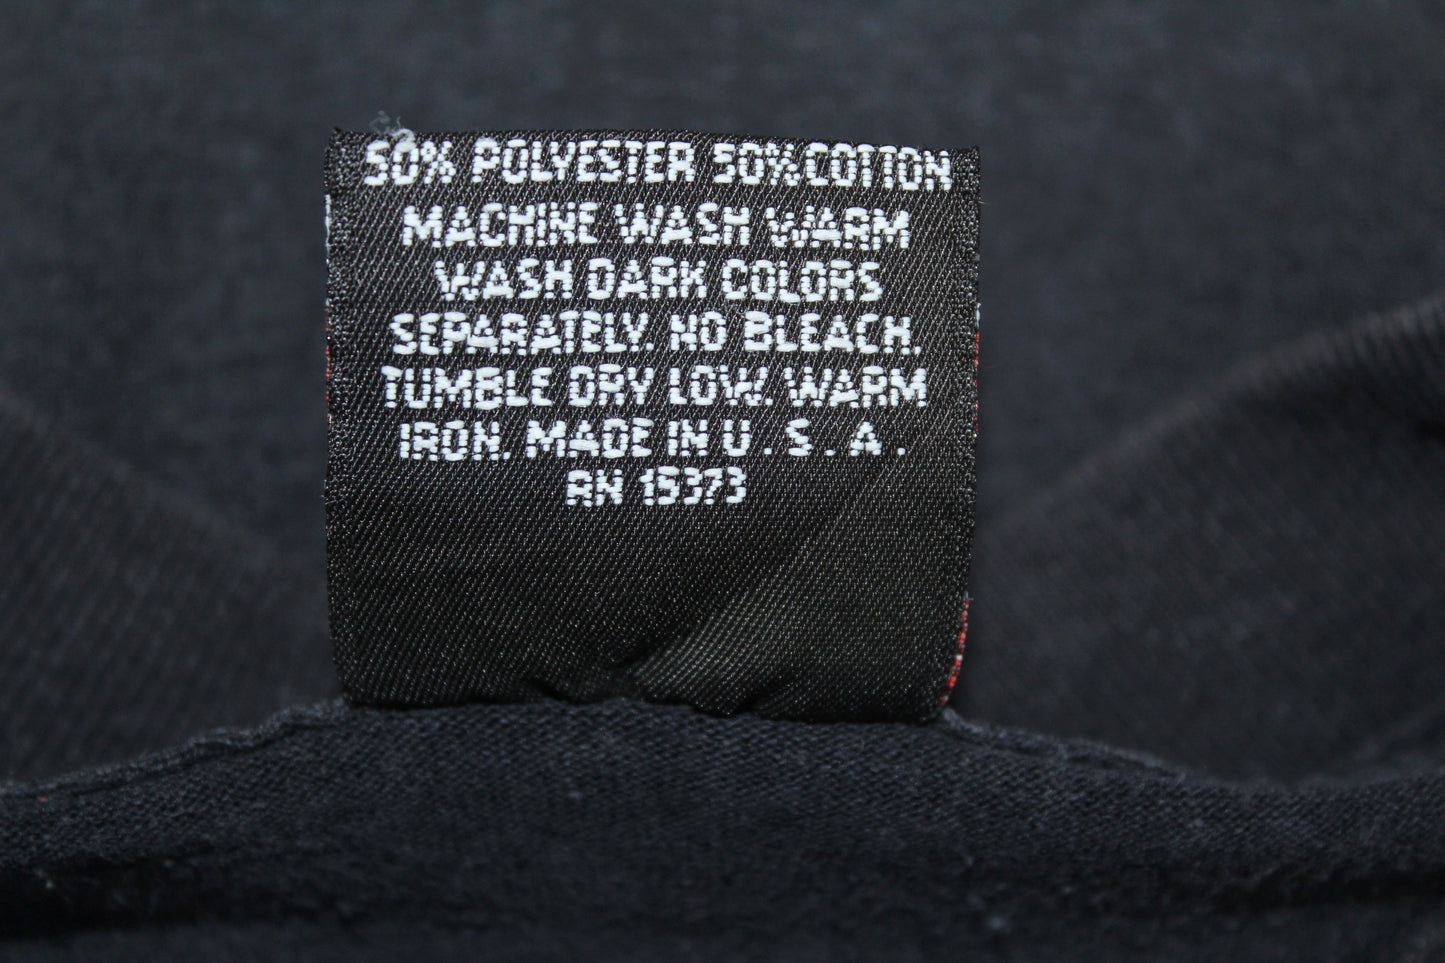 50% POLYESTER 50% COTTON
MACHINE WASH WARM
WASH DARK COLORS
SEPARATELY. NO BLEACH.
TUMBLE DRY LOW. WARM
IRON. MADE IN U.S.A.
RN 15373